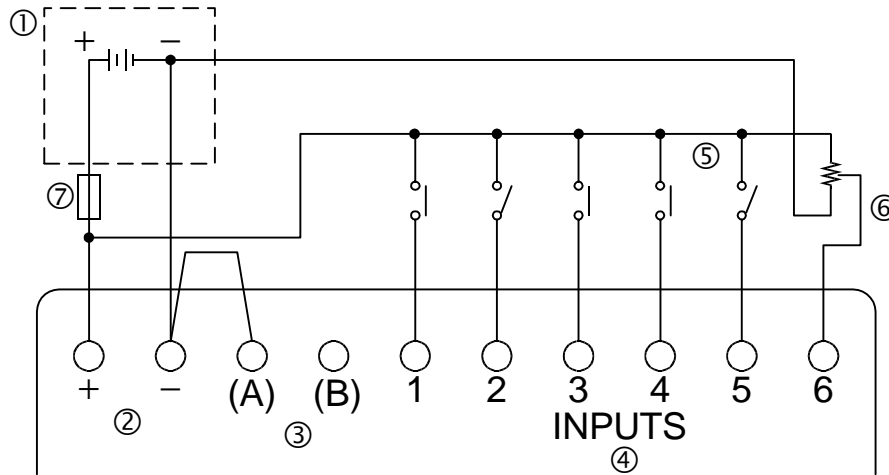 ①
+ −
⑤
⑦
⑥
+ − (A) (B) 1 2 3 4 5 6
INPUTS
② ③ ④